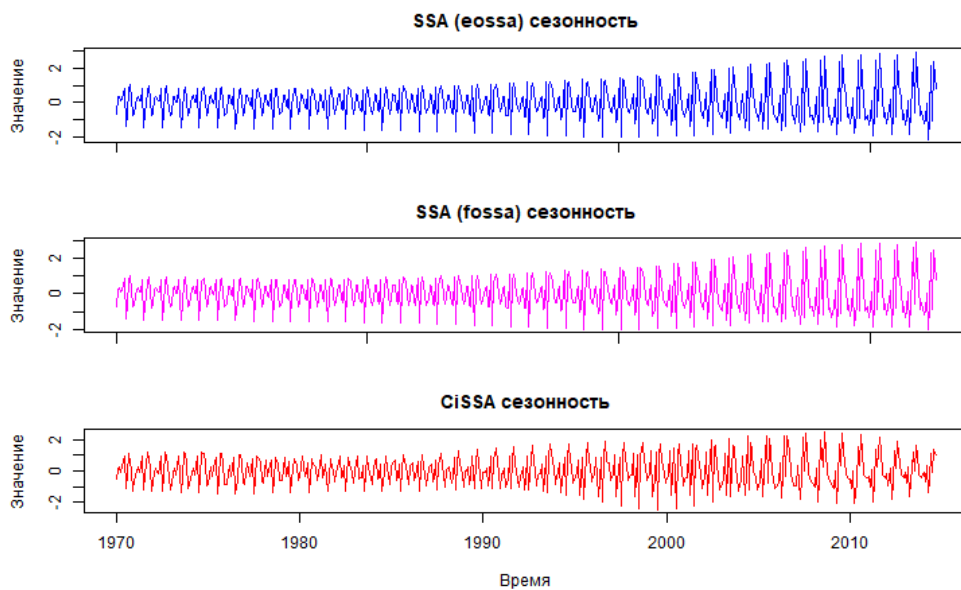 SSA (eossa) сезонность
Значение
2
0
-2
SSA (fossa) сезонность
Значение
2
0
-2
CiSSA сезонность
Значение
2
0
-2
1970 1980 1990 2000 2010
Время